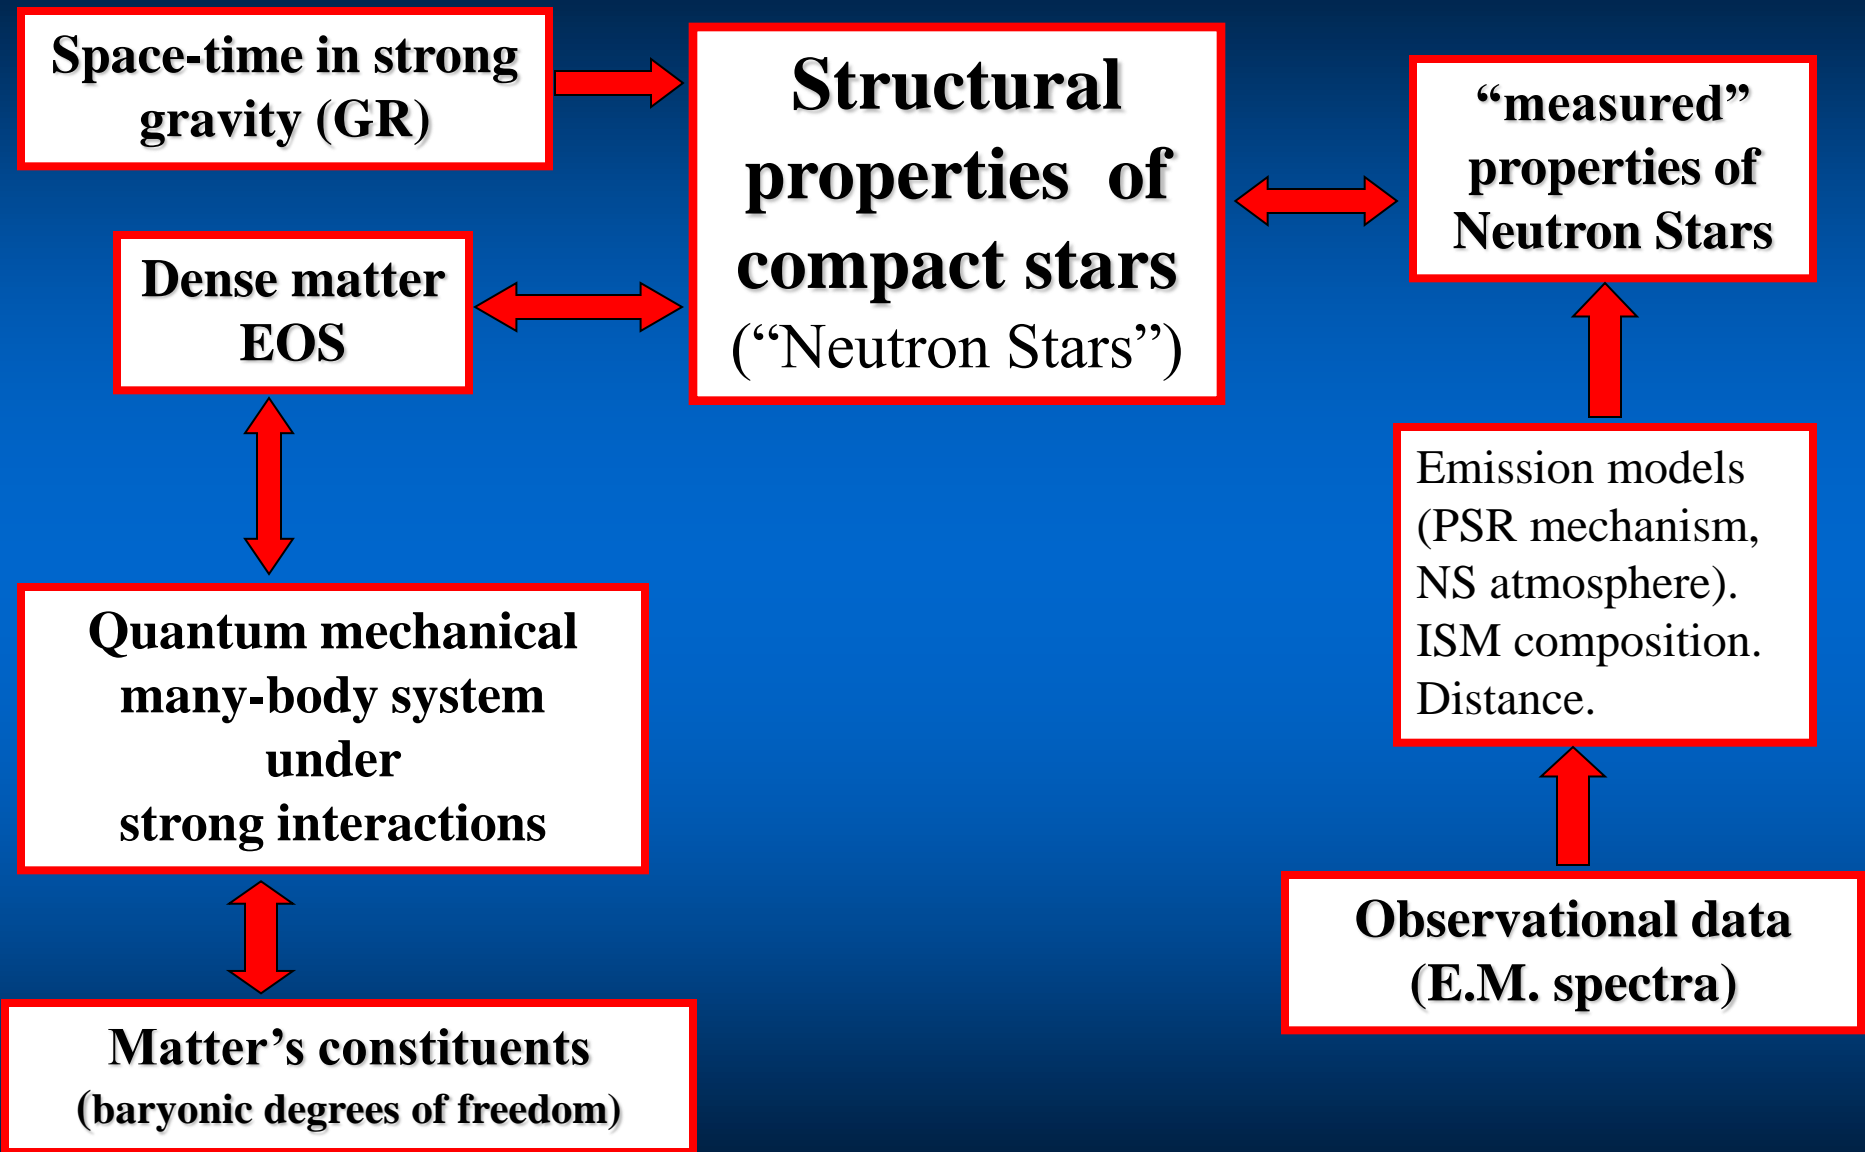 Space-time in strong
gravity (GR)
Structural
properties of
compact stars
(“Neutron Stars”)
“measured”
properties of
Neutron Stars
Dense matter
EOS
Emission models
(PSR mechanism,
NS atmosphere).
ISM composition.
Distance.
Quantum mechanical
many-body system
under
strong interactions
Observational data
(E.M. spectra)
Matter’s constituents
(baryonic degrees of freedom)